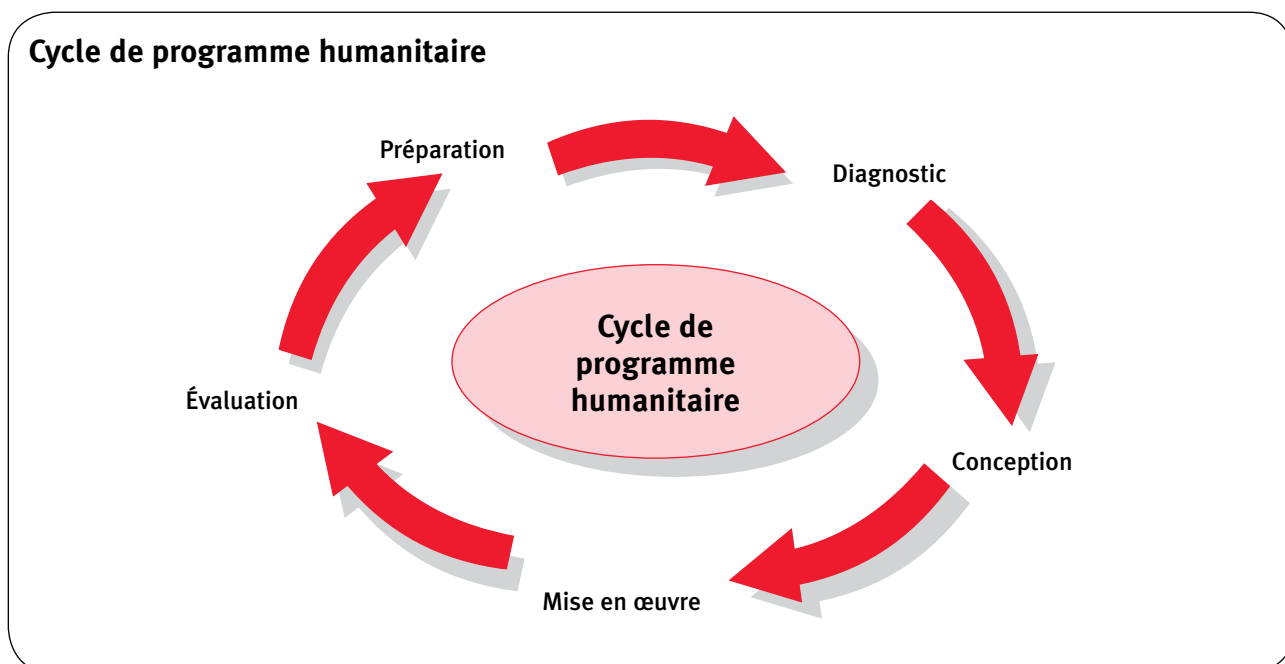 Cycle de programme humanitaire
Préparation
Diagnostic
Cycle de
programme
humanitaire
Évaluation
Conception
Mise en œuvre